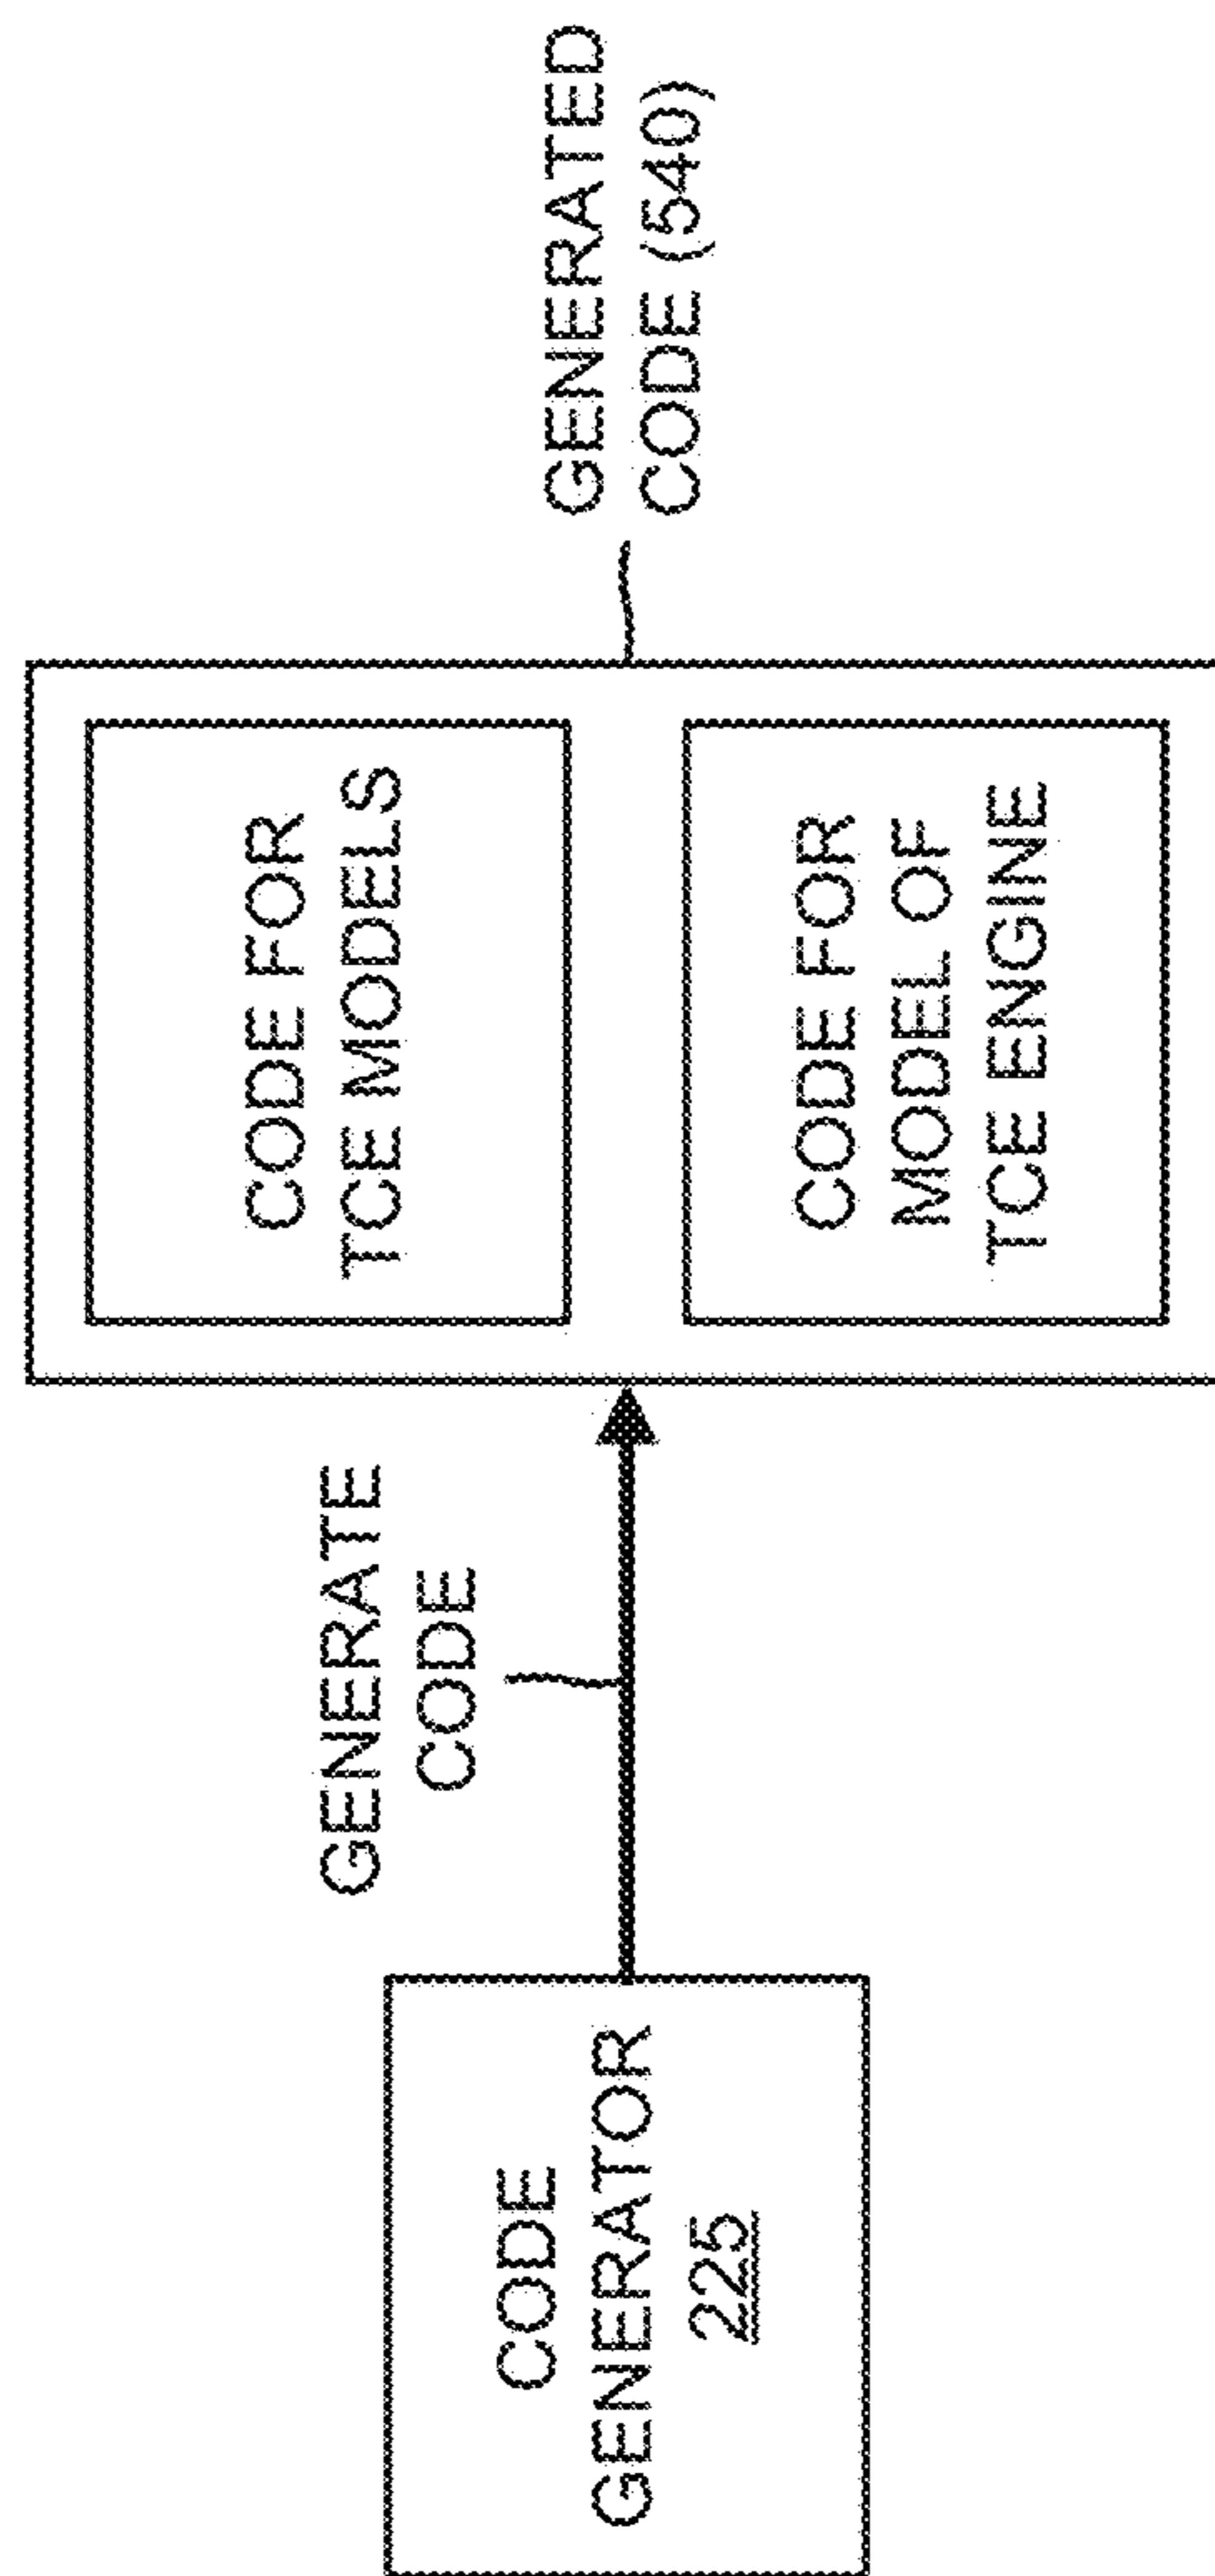 CODE
GENERATOR
225
GENERATE
CODE
CODE FOR
TCE MODELS
CODE FOR
MODEL OF
TCE ENGINE
GENERATED
CODE (540)